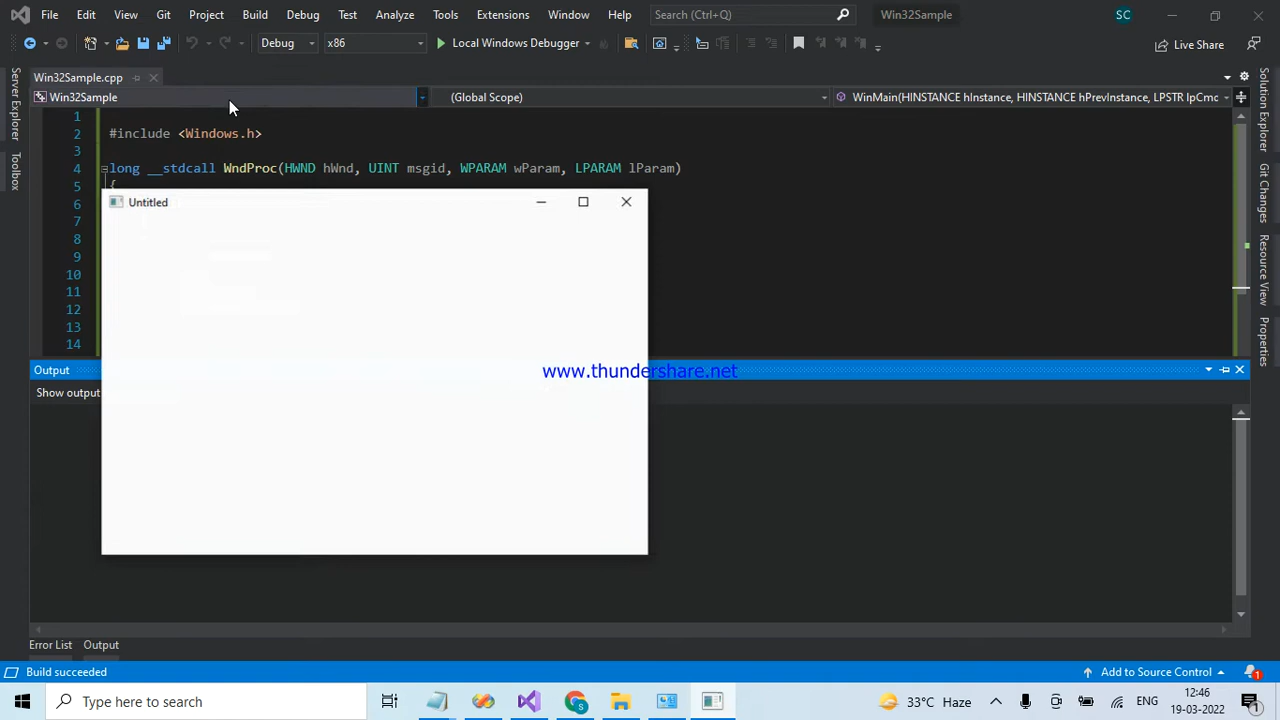 File Edit View Git Project Build Debug Test Analyze Tools Extensions Window Help Search (Ctrl+Q) Win32Sample SC
Debug x86 Local Windows Debugger Live Share
Win32Sample.cpp
Win32Sample (Global Scope) WinMain(HINSTANCE hInstance, HINSTANCE hPrevInstance, LPSTR lpCmc
1
2 #include <Windows.h>
3
4 long __stdcall WndProc(HWND hWnd, UINT msgid, WPARAM wParam, LPARAM lParam)
5 {
6
7
8
9
10
11
12
13
14
Untitled
www.thundershare.net
Output
Show output
Error List Output
Build succeeded Add to Source Control 1
Type here to search 33°C Haze ENG 12:46
19-03-2022 1
Server Explorer
Toolbox
Solution Explorer
Git Changes
Resource View
Properties